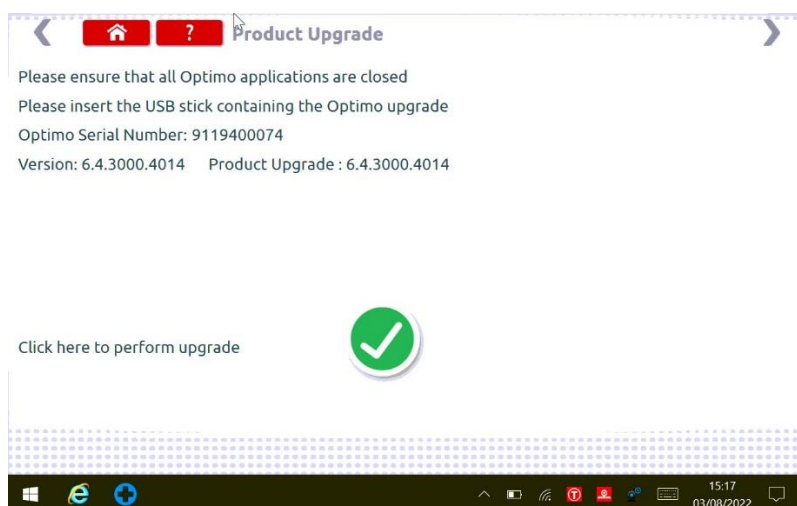 ? Product Upgrade
Please ensure that all Optimo applications are closed
Please insert the USB stick containing the Optimo upgrade
Optimo Serial Number: 9119400074
Version: 6.4.3000.4014 Product Upgrade : 6.4.3000.4014
Click here to perform upgrade
15:17
03/08/2022